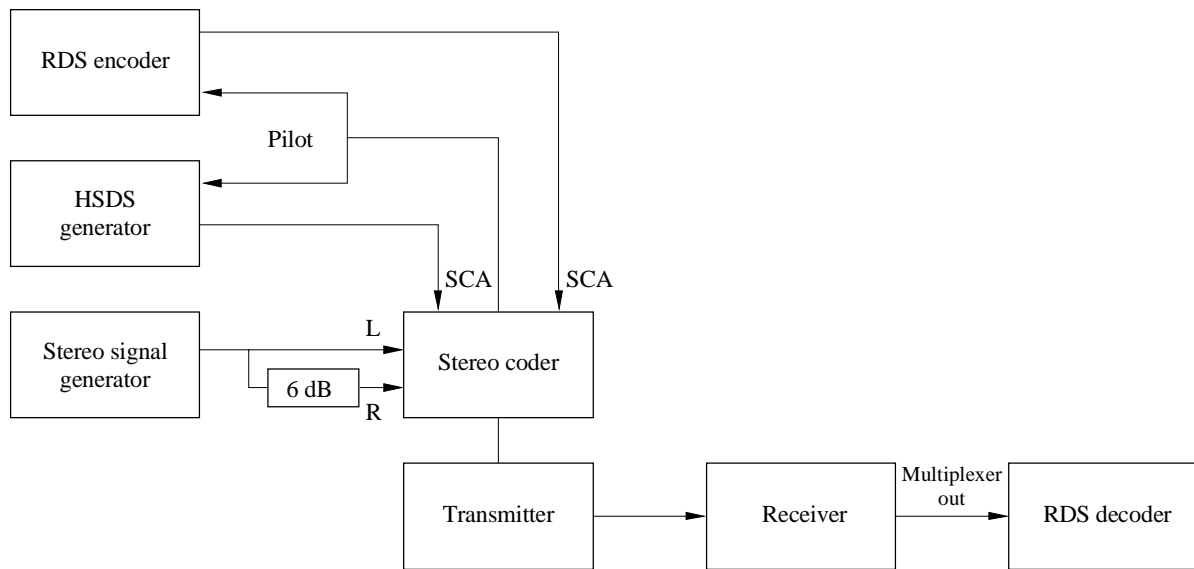 RDS encoder
Pilot
HSDS
generator
SCA
SCA
L
Stereo signal
generator
6 dB
R
Stereo coder
Transmitter
Receiver
Multiplexer
out
RDS decoder